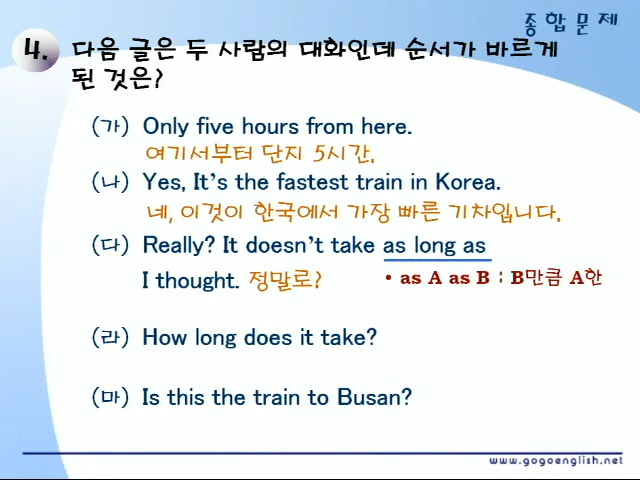 종합문제
4. 다음 글은 두 사람의 대화인데 순서가 바르게
된 것은?
(가) Only five hours from here.
여기서부터 단지 5시간.
(나) Yes, It's the fastest train in Korea.
네, 이것이 한국에서 가장 빠른 기차입니다.
(다) Really? It doesn't take as long as
I thought. 정말로? • as A as B : B만큼 A한
(라) How long does it take?
(마) Is this the train to Busan?
www.gogoenglish.net